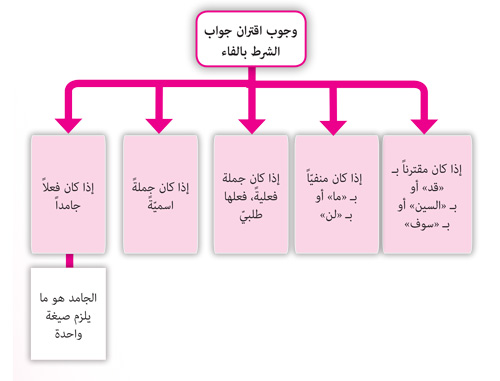 وجوب اقتران جواب
الشرط بالفاء
إذا كان مقترناً بـ
«قد» أو
بـ «السين» أو
بـ «سوف»
إذا كان منفيّاً
بـ «ما» أو
بـ «لن»
إذا كان جملة
فعليةً، فعلها
طلبيّ
إذا كان جملةً
اسميّةً
إذا كان فعلاً
جامداً
الجامد هو ما
يلزم صيغة
واحدة